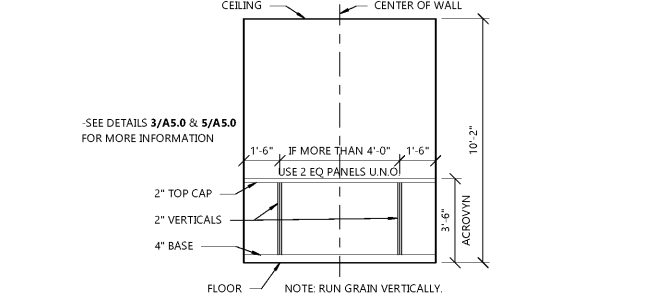 CEILING
CENTER OF WALL
-SEE DETAILS 3/A5.0 & 5/A5.0
FOR MORE INFORMATION
1'-6" IF MORE THAN 4'-0" 1'-6"
USE 2 EQ PANELS U.N.O.
10'-2"
2" TOP CAP
2" VERTICALS
3'-6"
ACROVYN
4" BASE
FLOOR
NOTE: RUN GRAIN VERTICALLY.